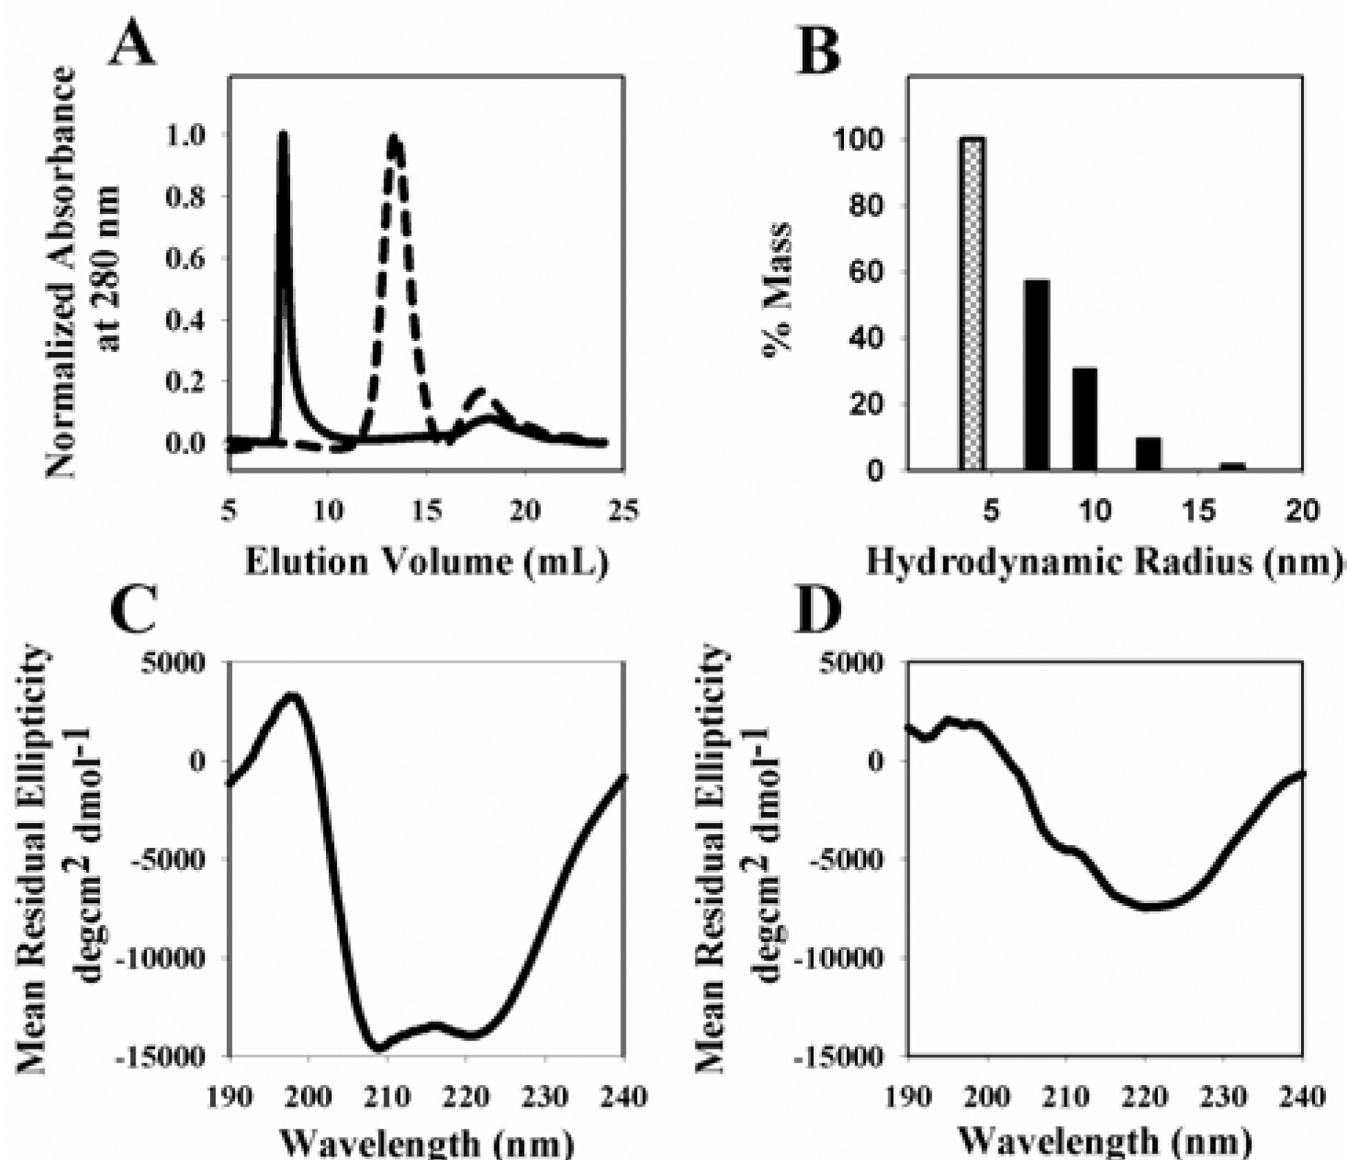 A
Normalized Absorbance
at 280 nm
1.0
0.8
0.6
0.4
0.2
0.0
5 10 15 20 25
Elution Volume (mL)
B
% Mass
100
80
60
40
20
0
5 10 15 20
Hydrodynamic Radius (nm)
C
Mean Residual Ellipticity
degcm2 dmol-1
5000
0
-5000
-10000
-15000
190 200 210 220 230 240
Wavelength (nm)
D
Mean Residual Ellipticity
degcm2 dmol-1
5000
0
-5000
-10000
-15000
190 200 210 220 230 240
Wavelength (nm)